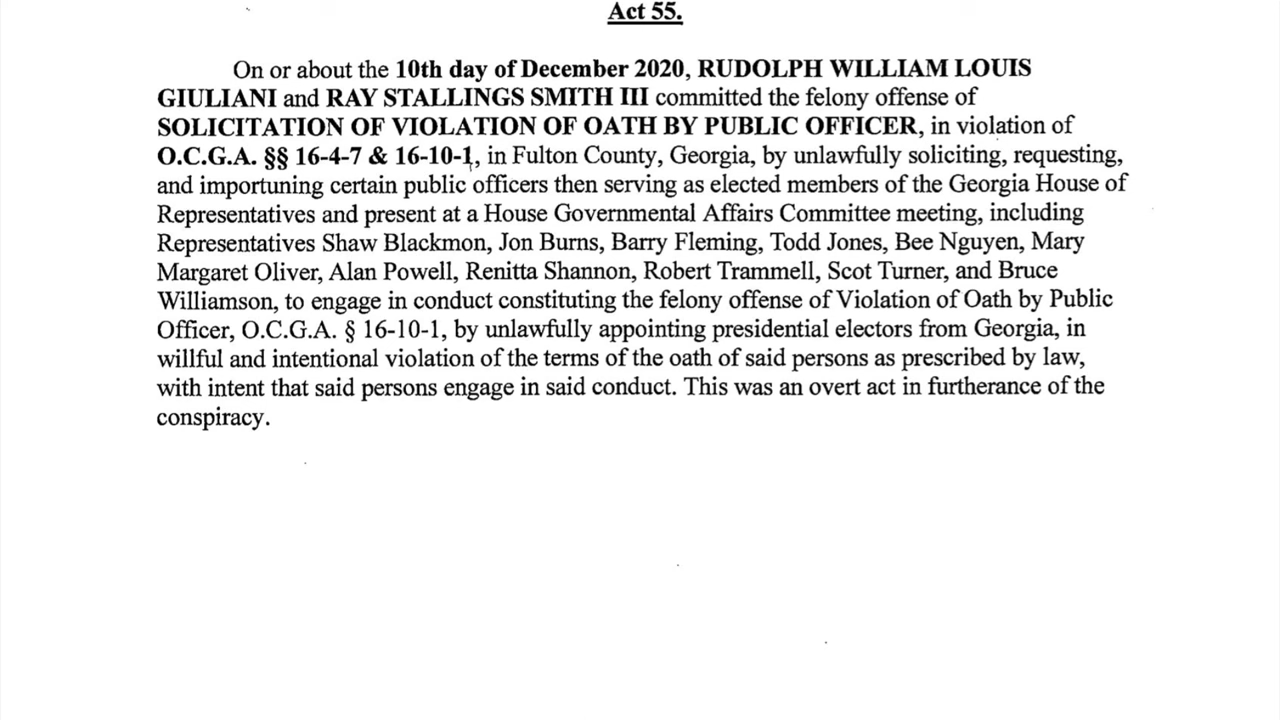 Act 55.
On or about the 10th day of December 2020, RUDOLPH WILLIAM LOUIS
GIULIANI and RAY STALLINGS SMITH III committed the felony offense of
SOLICITATION OF VIOLATION OF OATH BY PUBLIC OFFICER, in violation of
O.C.G.A. §§ 16-4-7 & 16-10-1, in Fulton County, Georgia, by unlawfully soliciting, requesting,
and importuning certain public officers then serving as elected members of the Georgia House of
Representatives and present at a House Governmental Affairs Committee meeting, including
Representatives Shaw Blackmon, Jon Burns, Barry Fleming, Todd Jones, Bee Nguyen, Mary
Margaret Oliver, Alan Powell, Renitta Shannon, Robert Trammell, Scot Turner, and Bruce
Williamson, to engage in conduct constituting the felony offense of Violation of Oath by Public
Officer, O.C.G.A. § 16-10-1, by unlawfully appointing presidential electors from Georgia, in
willful and intentional violation of the terms of the oath of said persons as prescribed by law,
with intent that said persons engage in said conduct. This was an overt act in furtherance of the
conspiracy.